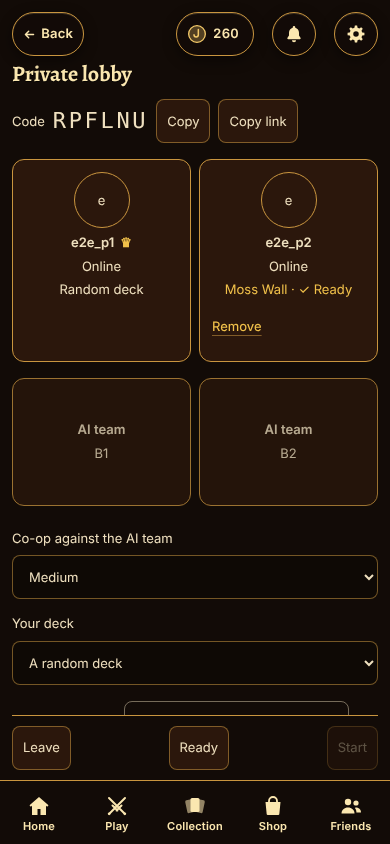 ← Back
J 260
Private lobby
Code RPFLNU Copy Copy link
e
e2e_p1
Online
Random deck
e
e2e_p2
Online
Moss Wall · ✓ Ready
Remove
AI team
B1
AI team
B2
Co-op against the AI team
Medium
Your deck
A random deck
Leave Ready Start
Home Play Collection Shop Friends